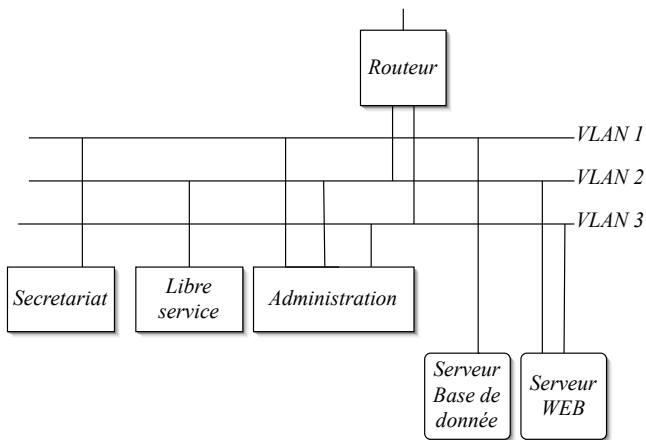 Routeur
VLAN 1
VLAN 2
VLAN 3
Secretariat
Libre
service
Administration
Serveur
Base de
donnée
Serveur
WEB